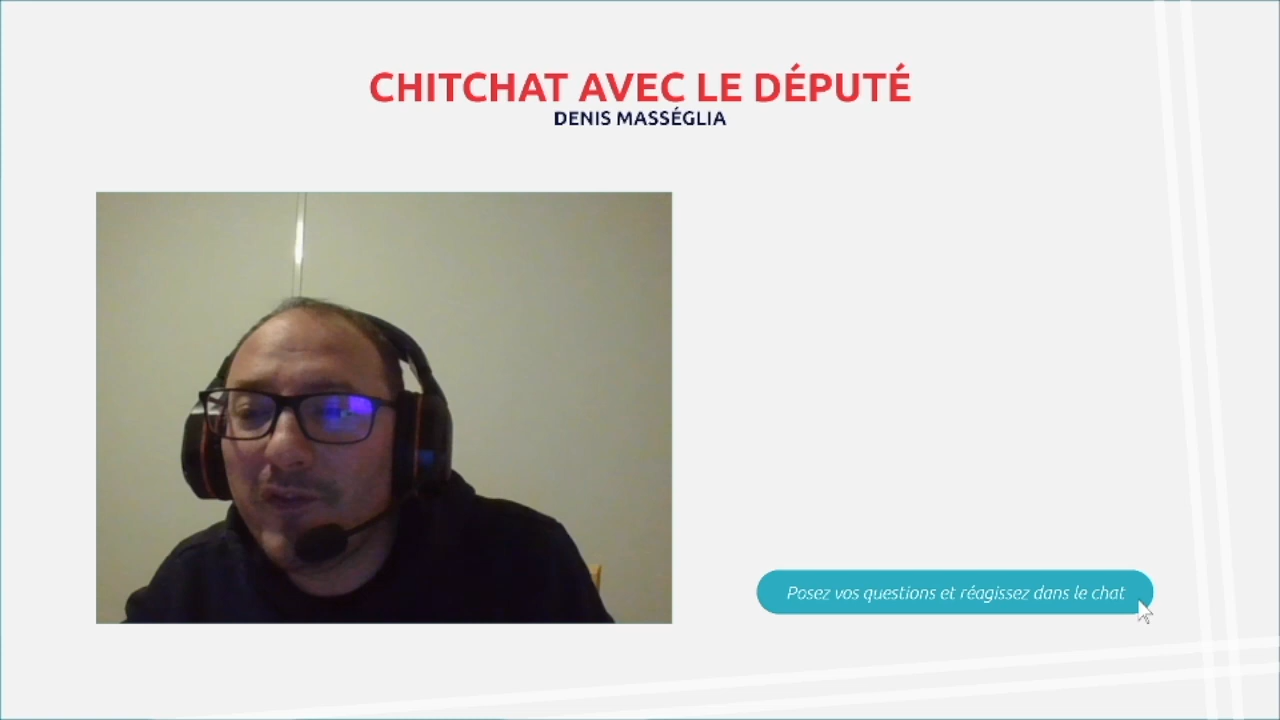 CHITCHAT AVEC LE DÉPUTÉ
DENIS MASSÉGLIA
Posez vos questions et réagissez dans le chat